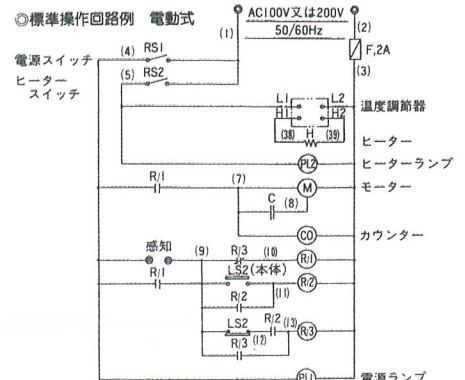 ◎標準操作回路例 電動式
AC100V又は200V
50/60Hz
(1)
(2)
F,2A
(3)
電源スイッチ
(4) RS1
ヒーター
スイッチ
(5) RS2
L1 L2
H1 H2
温度調節器
(38) H (39)
ヒーター
PL2
ヒーターランプ
R/1
(7)
M
モーター
C (8)
CO
カウンター
感知
(9)
R/3 (10)
R/1
R/1
LS2(本体)
R/2
R/2 (11)
LS2
R/2 (13)
R/3
R/3 (12)
PL1
電源ランプ